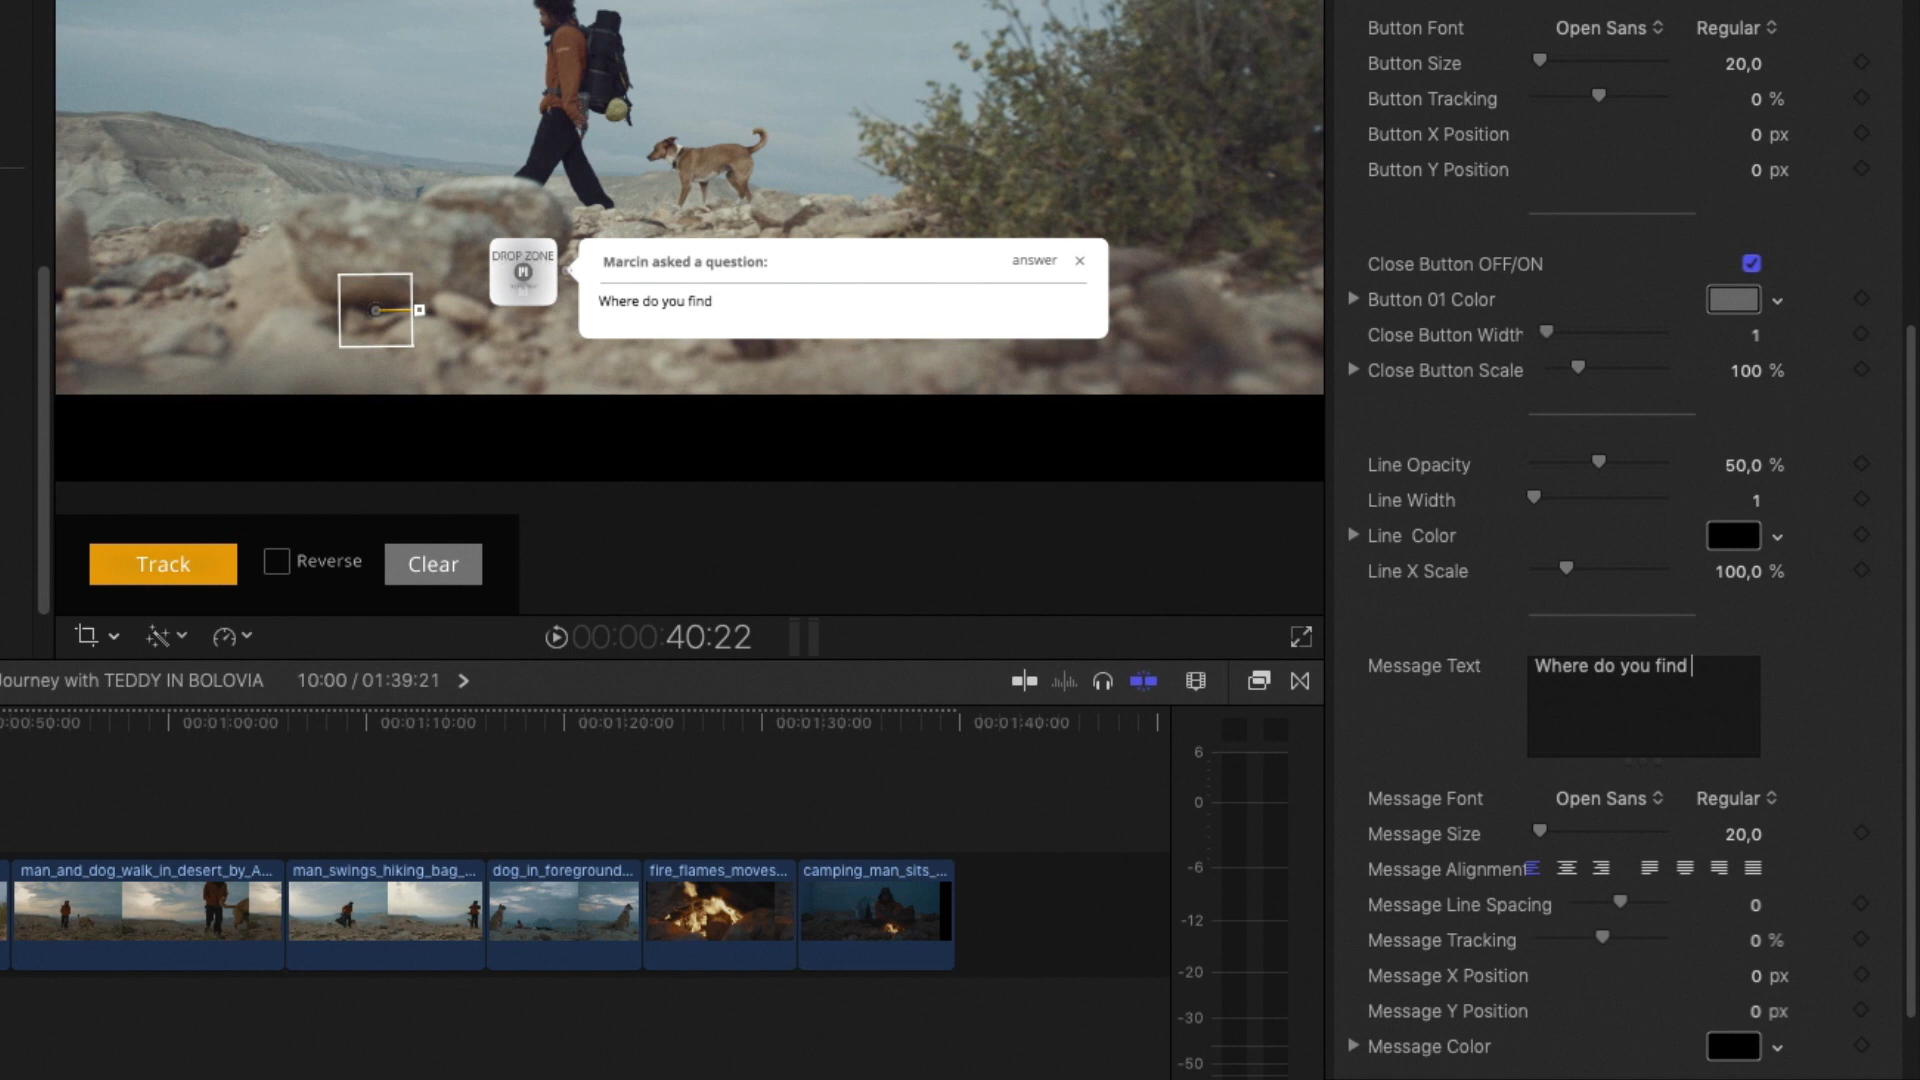 DROP ZONE
Marcin asked a question:
answer
Where do you find
Track
Reverse
Clear
00:00:40:22
Journey with TEDDY IN BOLOVIA
10:00 / 01:39:21
0:00:50:00
00:01:00:00
00:01:10:00
00:01:20:00
00:01:30:00
00:01:40:00
man_and_dog_walk_in_desert_by_A...
man_swings_hiking_bag_...
dog_in_foreground...
fire_flames_moves...
camping_man_sits_...
6
0
-6
-12
-20
-30
-50
Button Font Open Sans Regular
Button Size 20,0
Button Tracking 0 %
Button X Position 0 px
Button Y Position 0 px
Close Button OFF/ON
Button 01 Color
Close Button Width 1
Close Button Scale 100 %
Line Opacity 50,0 %
Line Width 1
Line Color
Line X Scale 100,0 %
Message Text Where do you find
Message Font Open Sans Regular
Message Size 20,0
Message Alignment
Message Line Spacing 0
Message Tracking 0 %
Message X Position 0 px
Message Y Position 0 px
Message Color